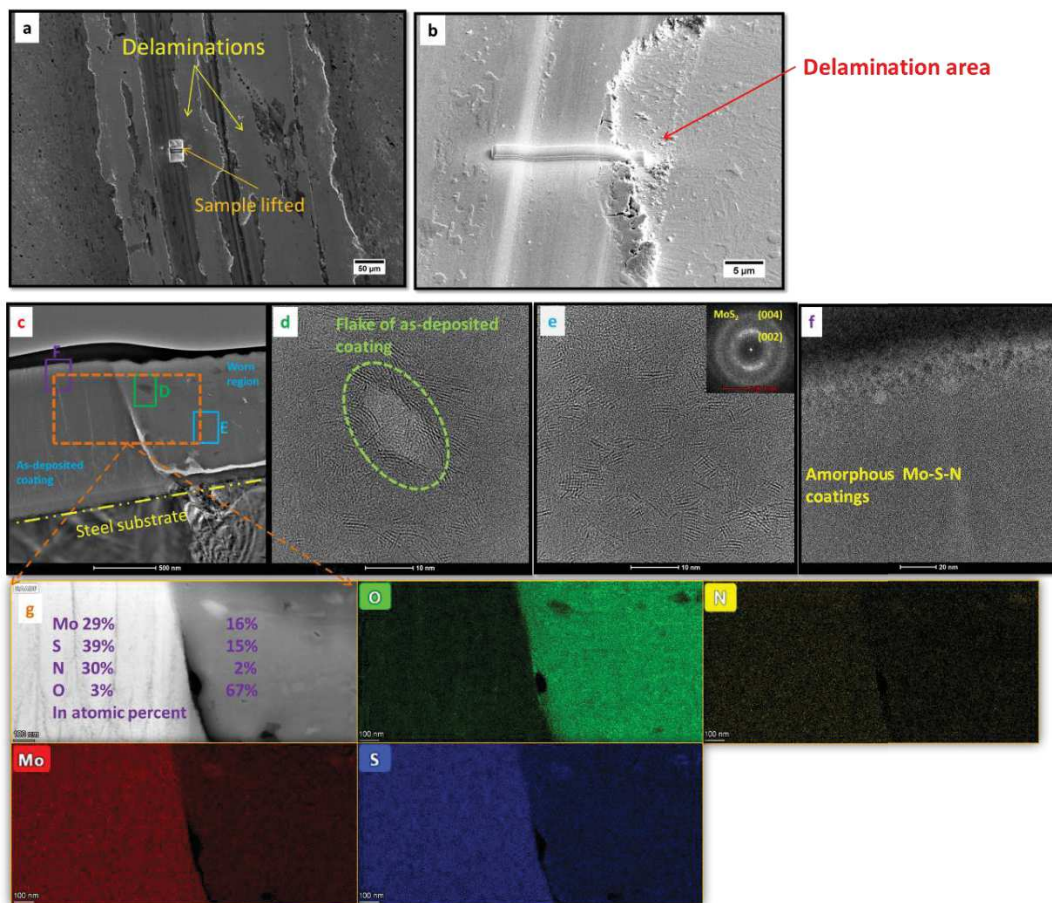 a
Delaminations
Sample lifted
50 µm
b
Delamination area
5 µm
c
F
D
E
Worn
region
As-deposited
coating
Steel substrate
500 nm
d
Flake of as-deposited
coating
10 nm
e
MoS₂ (004)
(002)
10 nm
f
Amorphous Mo-S-N
coatings
20 nm
g
Mo 29% 16%
S 39% 15%
N 30% 2%
O 3% 67%
In atomic percent
100 nm
O
100 nm
N
100 nm
Mo
100 nm
S
100 nm